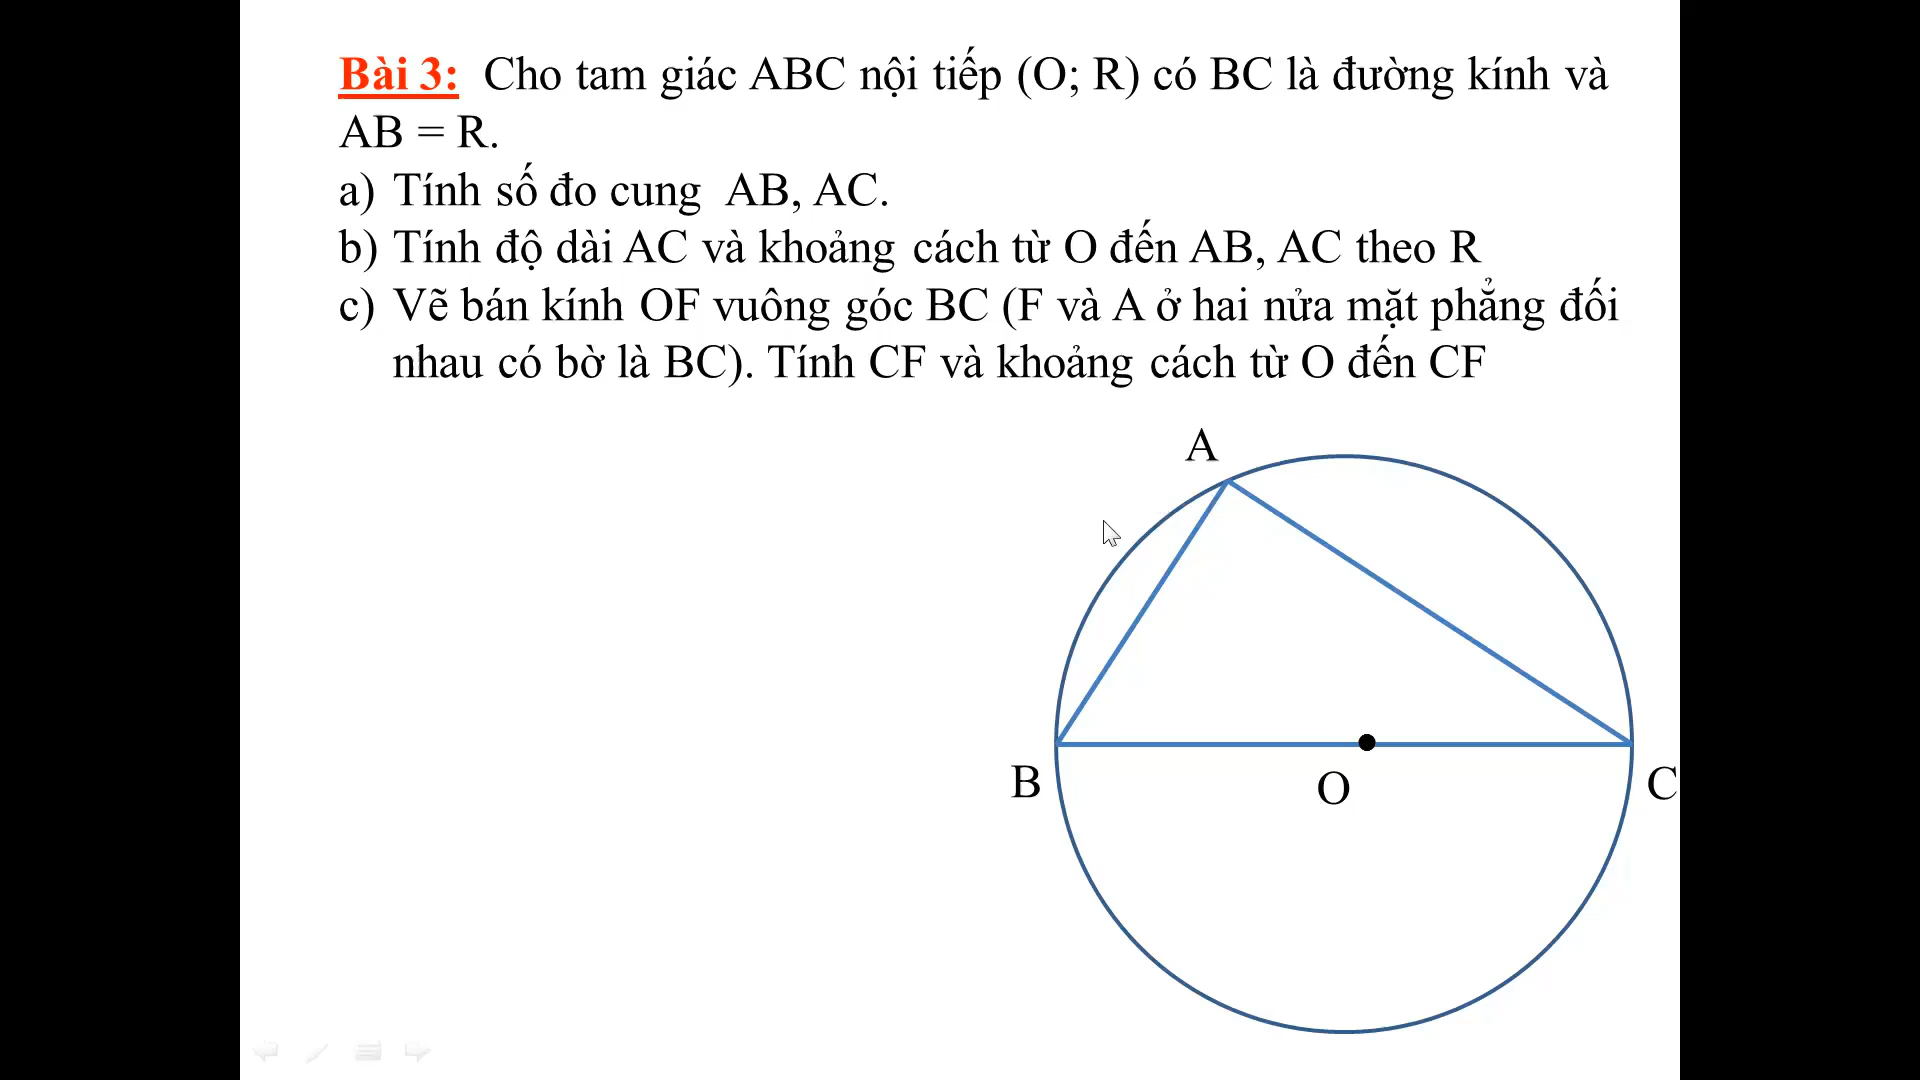 Bài 3: Cho tam giác ABC nội tiếp (O; R) có BC là đường kính và
AB = R.
a) Tính số đo cung AB, AC.
b) Tính độ dài AC và khoảng cách từ O đến AB, AC theo R
c) Vẽ bán kính OF vuông góc BC (F và A ở hai nửa mặt phẳng đối
nhau có bờ là BC). Tính CF và khoảng cách từ O đến CF
A
B
O
C